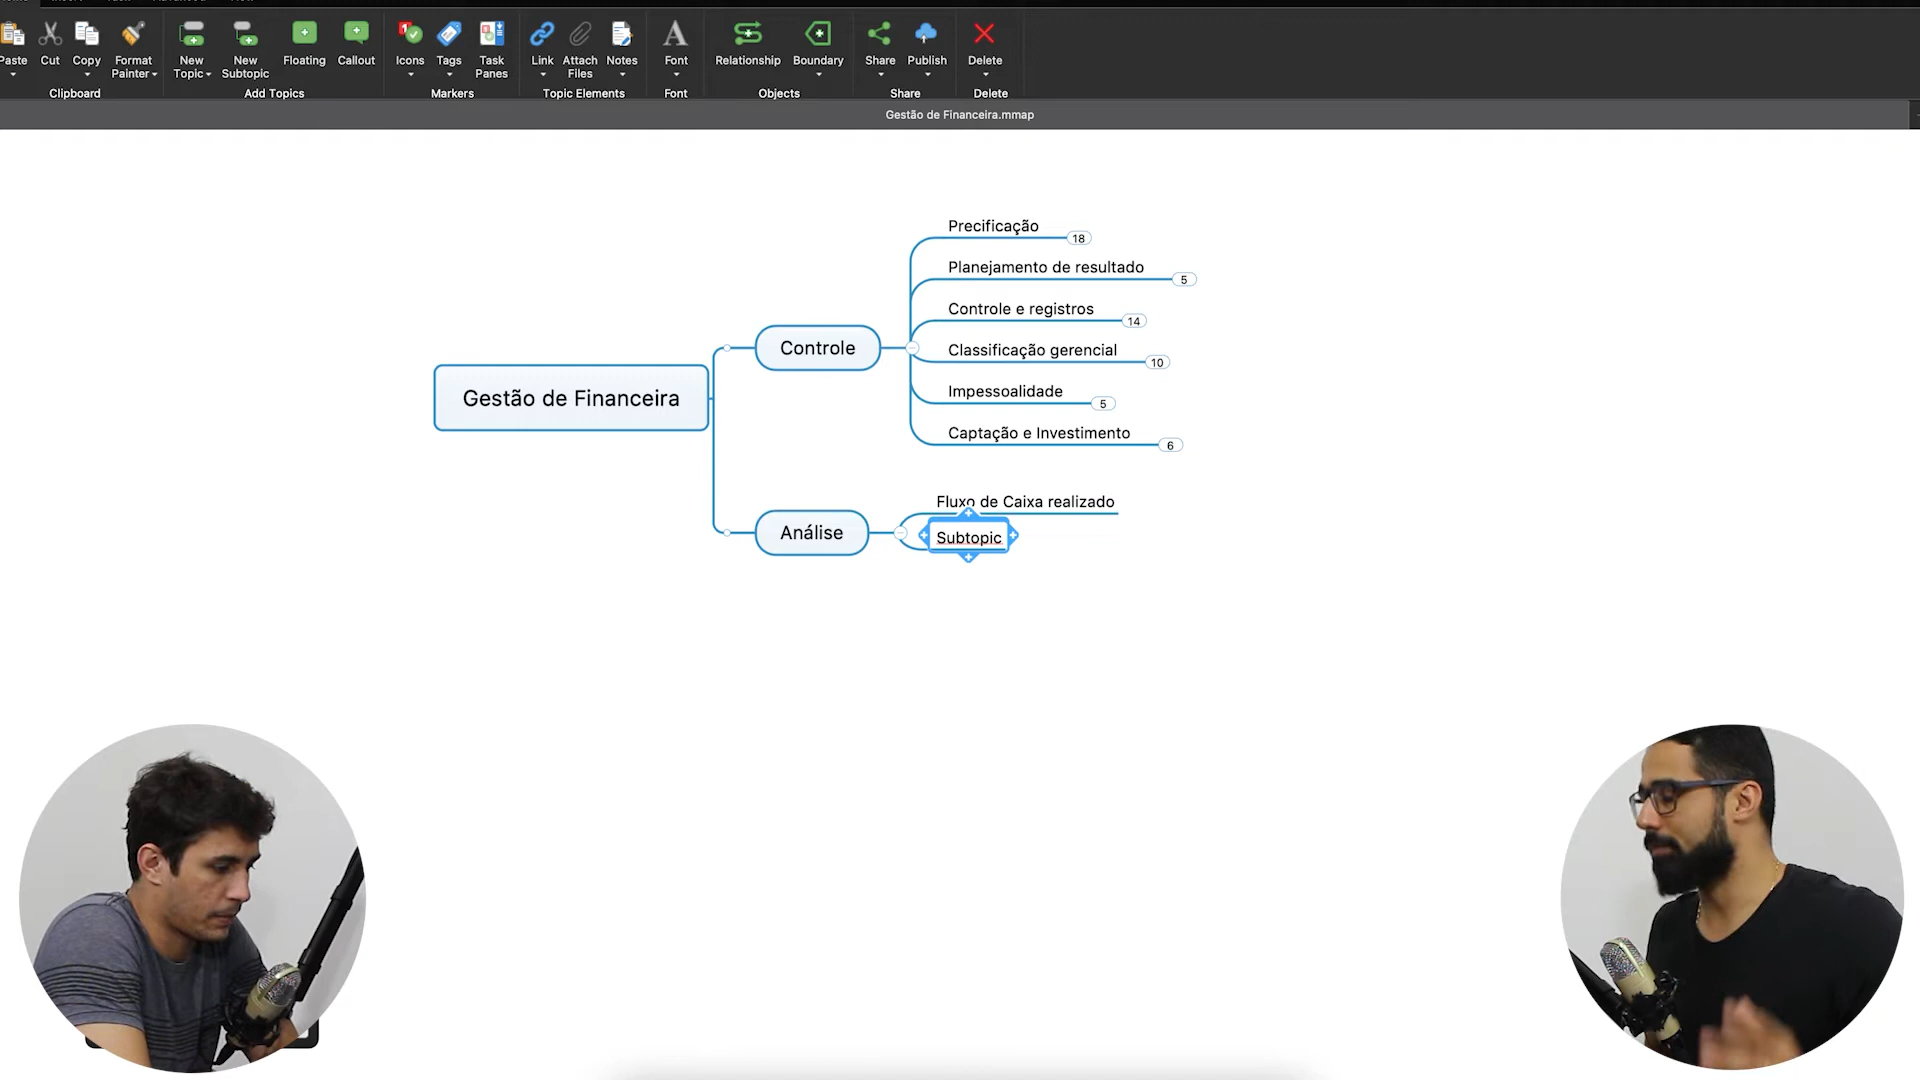 Paste
Cut
Copy
Format
Painter
Clipboard
New
Topic
New
Subtopic
Floating
Callout
Add Topics
Icons
Tags
Task
Panes
Markers
Link
Attach
Files
Notes
Topic Elements
Font
Font
Relationship
Boundary
Objects
Share
Publish
Share
Delete
Delete
Gestão de Financeira.mmap
Gestão de Financeira
Controle
Precificação 18
Planejamento de resultado 5
Controle e registros 14
Classificação gerencial 10
Impessoalidade 5
Captação e Investimento 6
Análise
Fluxo de Caixa realizado
Subtopic